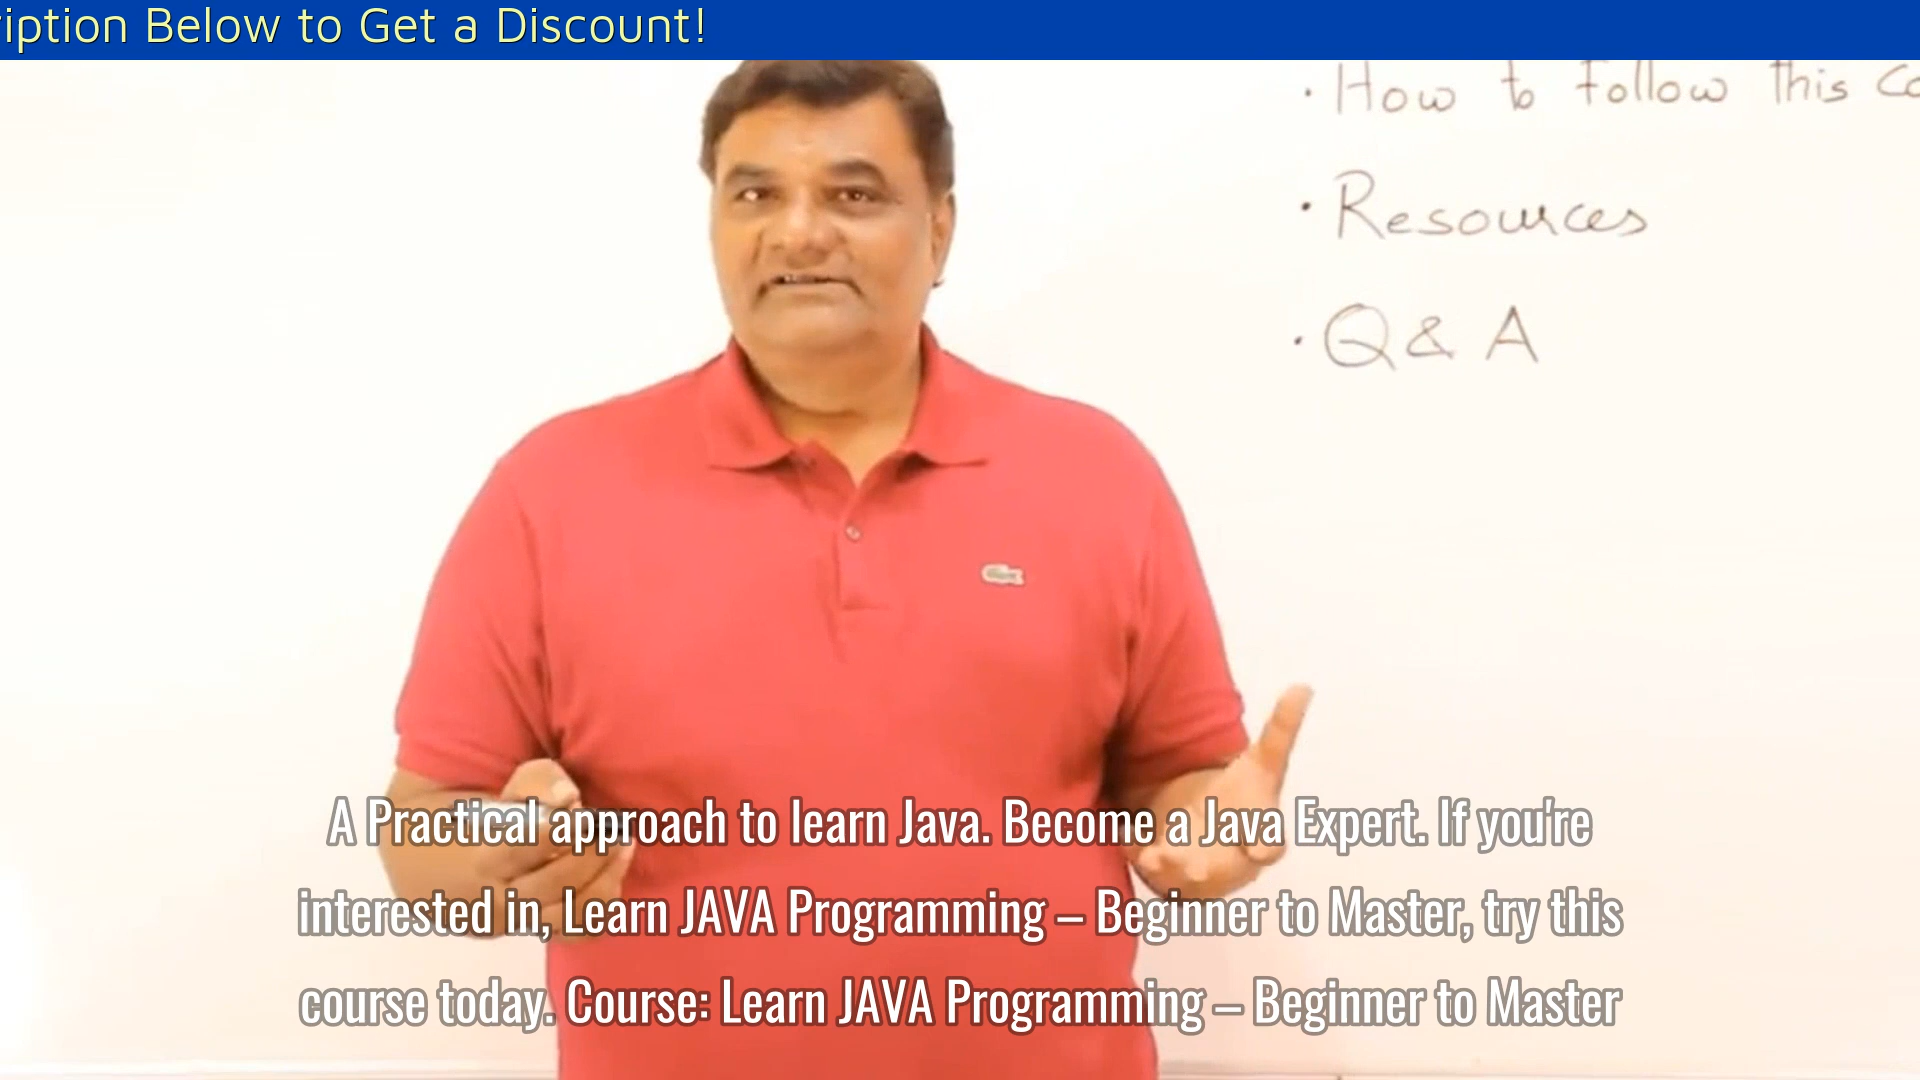 ription Below to Get a Discount!
· How to Follow this Co
· Resources
· Q & A
A Practical approach to learn Java. Become a Java Expert. If you're
interested in, Learn JAVA Programming – Beginner to Master, try this
course today. Course: Learn JAVA Programming – Beginner to Master